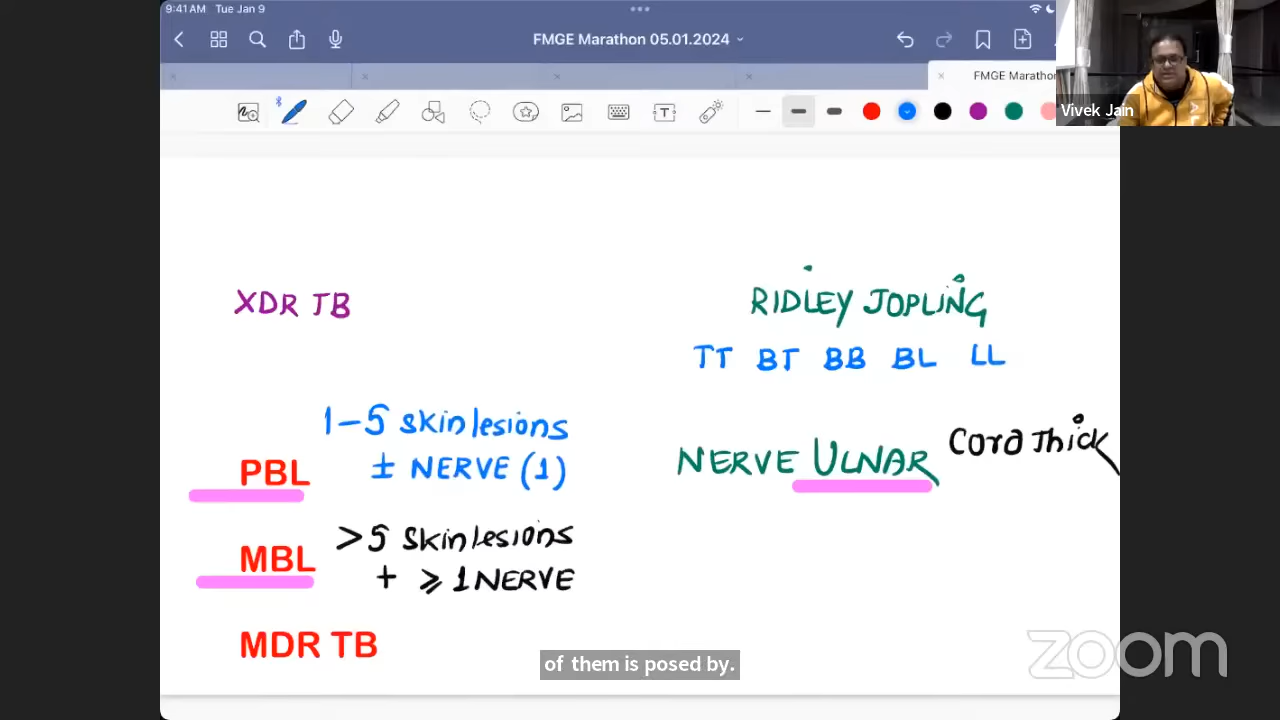 9:41 AM Tue Jan 9
FMGE Marathon 05.01.2024
FMGE Marathon
Vivek Jain
XDR TB
RIDLEY JOPLING
TT BT BB BL LL
1-5 skin lesions
PBL ± NERVE (1)
NERVE ULNAR Cord Thick
>5 skin lesions
MBL + ≥ 1 NERVE
MDR TB
of them is posed by.
zoom